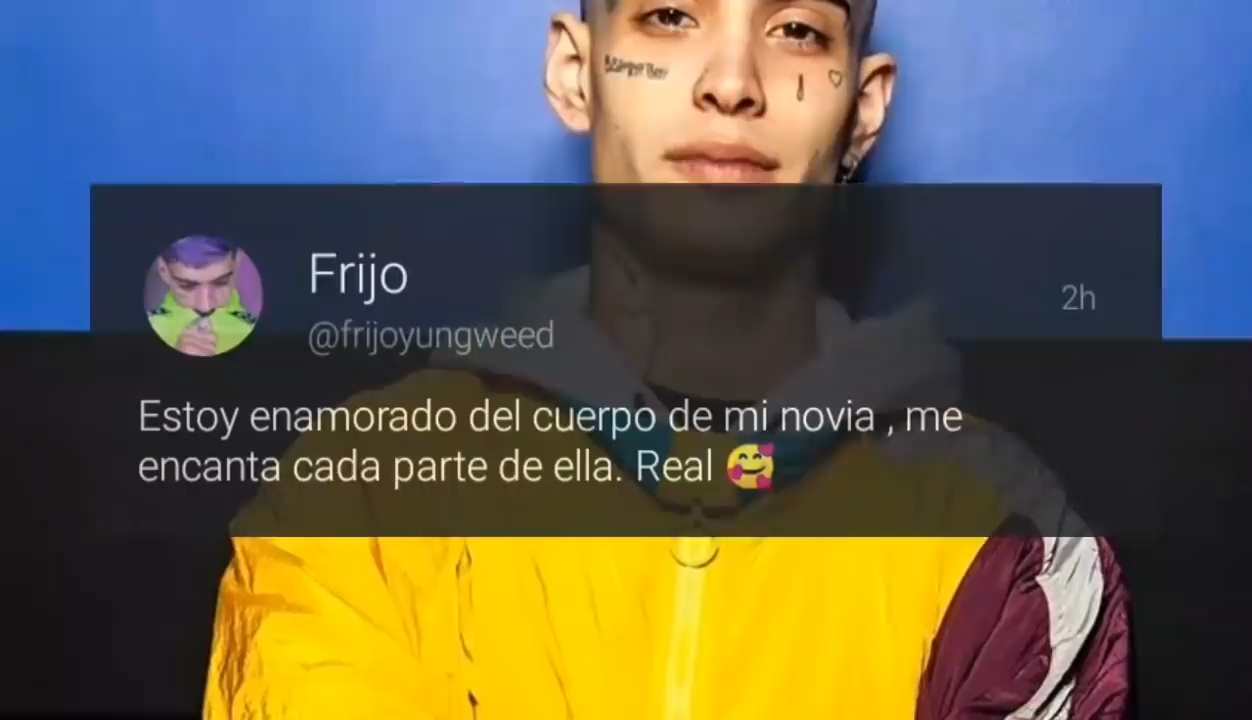 Frijo
2h
@frijoyungweed
Estoy enamorado del cuerpo de mi novia , me
encanta cada parte de ella. Real 🥰